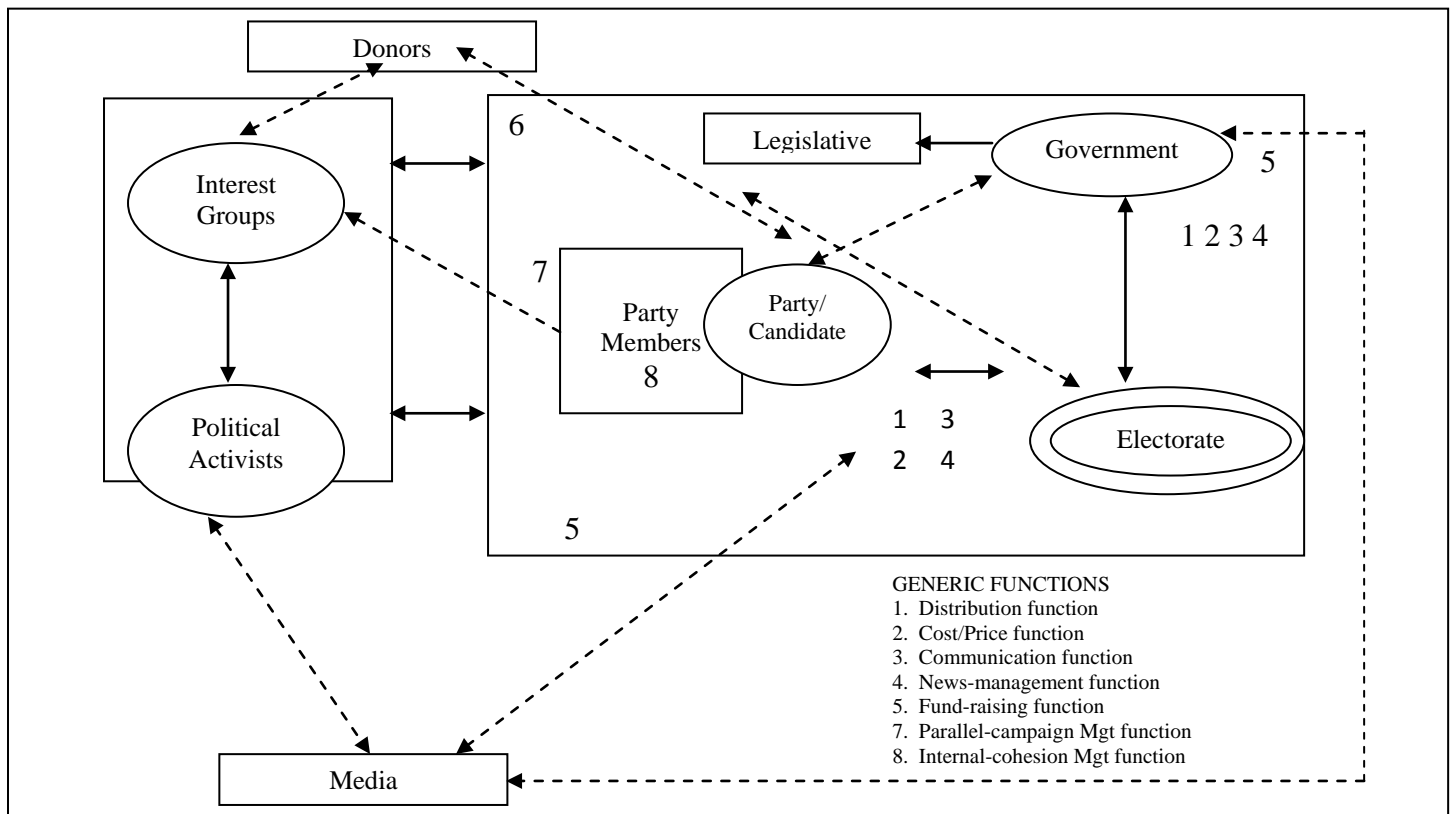 Donors
6
Legislative
Government
5
Interest
Groups
1 2 3 4
7
Party
Members
8
Party/
Candidate
1 3
2 4
Political
Activists
Electorate
5
GENERIC FUNCTIONS
1. Distribution function
2. Cost/Price function
3. Communication function
4. News-management function
5. Fund-raising function
7. Parallel-campaign Mgt function
8. Internal-cohesion Mgt function
Media